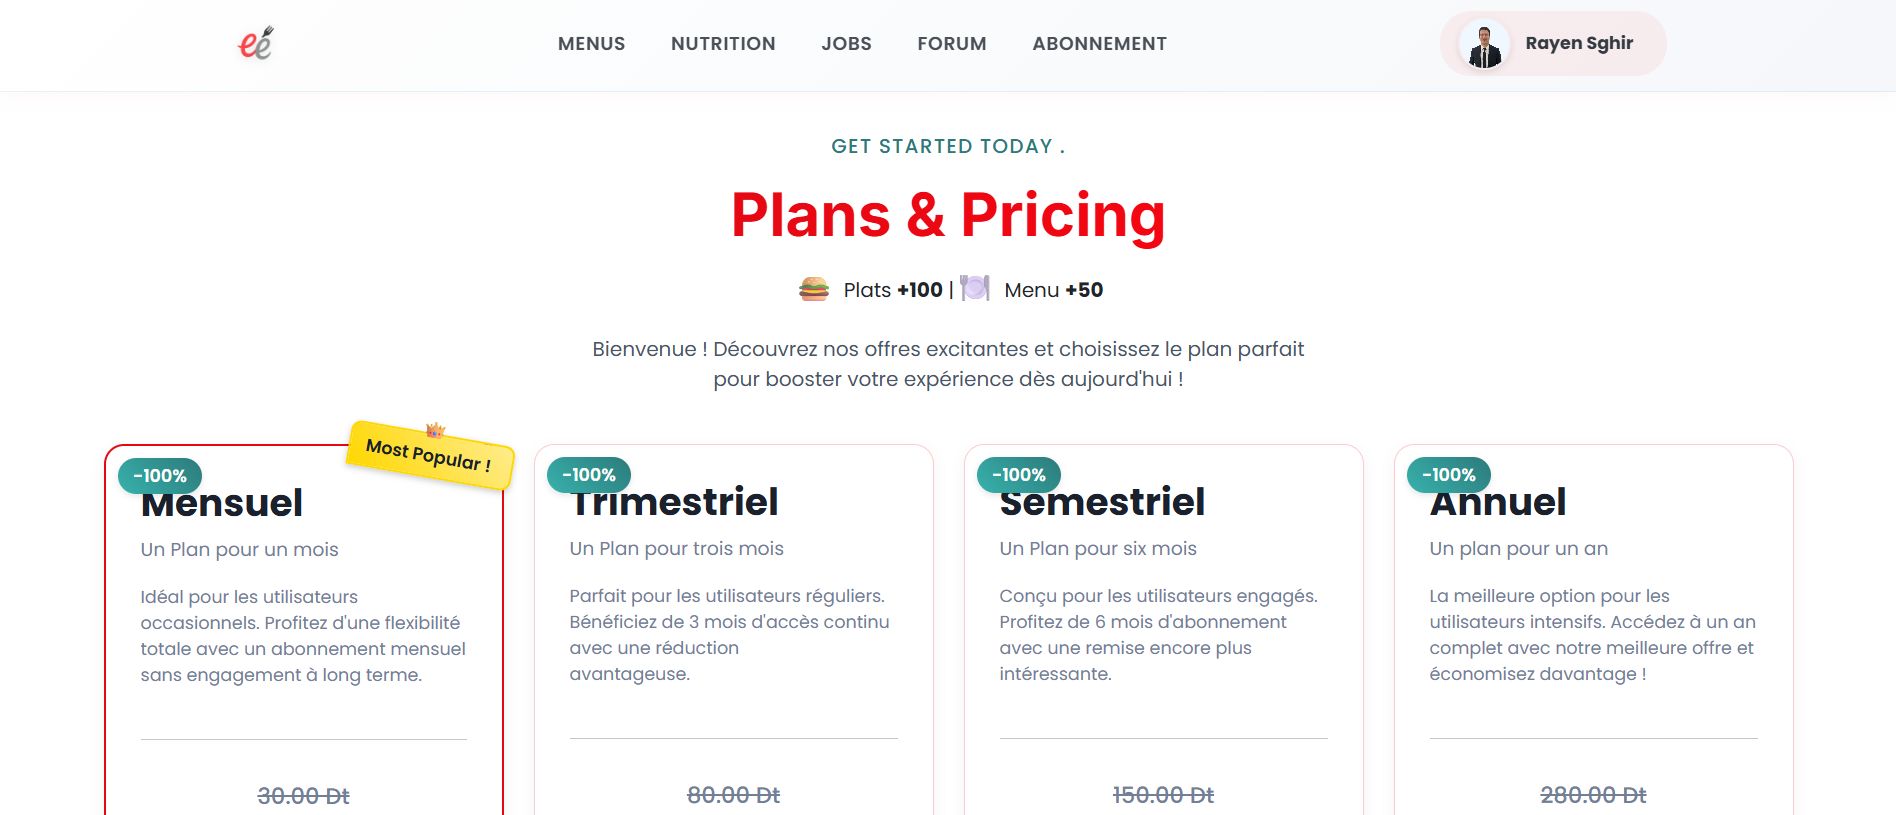 eé
MENUS
NUTRITION
JOBS
FORUM
ABONNEMENT
Rayen Sghir
GET STARTED TODAY .
Plans & Pricing
Plats +100 | Menu +50
Bienvenue ! Découvrez nos offres excitantes et choisissez le plan parfait
pour booster votre expérience dès aujourd'hui !
Most Popular !
-100%
Mensuel
Un Plan pour un mois
Idéal pour les utilisateurs
occasionnels. Profitez d'une flexibilité
totale avec un abonnement mensuel
sans engagement à long terme.
30.00 Dt
-100%
Trimestriel
Un Plan pour trois mois
Parfait pour les utilisateurs réguliers.
Bénéficiez de 3 mois d'accès continu
avec une réduction
avantageuse.
80.00 Dt
-100%
Semestriel
Un Plan pour six mois
Conçu pour les utilisateurs engagés.
Profitez de 6 mois d'abonnement
avec une remise encore plus
intéressante.
150.00 Dt
-100%
Annuel
Un plan pour un an
La meilleure option pour les
utilisateurs intensifs. Accédez à un an
complet avec notre meilleure offre et
économisez davantage !
280.00 Dt